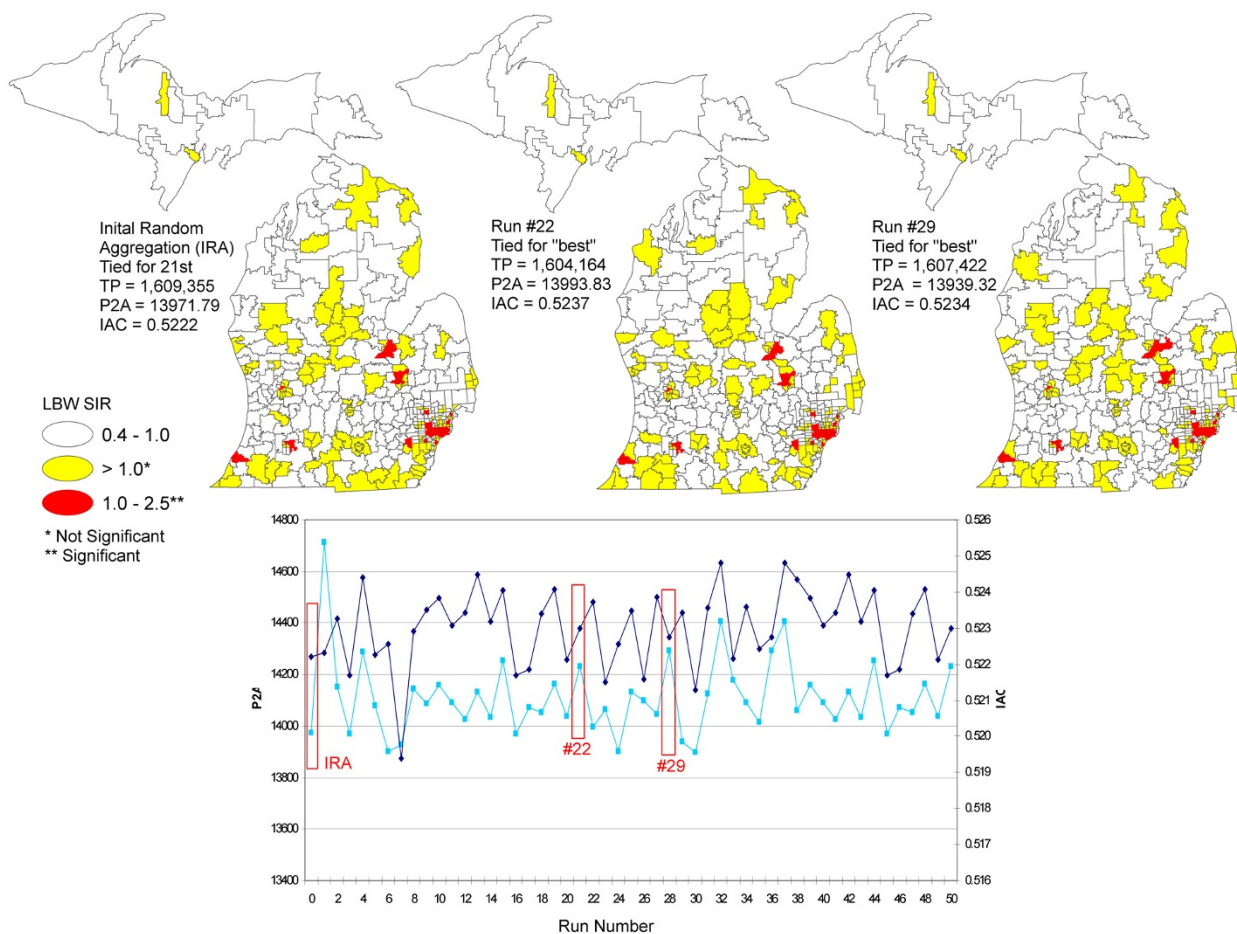 Inital Random
Aggregation (IRA)
Tied for 21st
TP = 1,609,355
P2A = 13971.79
IAC = 0.5222
Run #22
Tied for "best"
TP = 1,604,164
P2A = 13993.83
IAC = 0.5237
Run #29
Tied for "best"
TP = 1,607,422
P2A = 13939.32
IAC = 0.5234
LBW SIR
0.4 - 1.0
> 1.0*
1.0 - 2.5**
* Not Significant
** Significant
14800
14600
14400
14200
14000
13800
13600
13400
P2A
0.526
0.525
0.524
0.523
0.522
0.521
0.520
0.519
0.518
0.517
0.516
IAC
IRA
#22
#29
0 2 4 6 8 10 12 14 16 18 20 22 24 26 28 30 32 34 36 38 40 42 44 46 48 50
Run Number